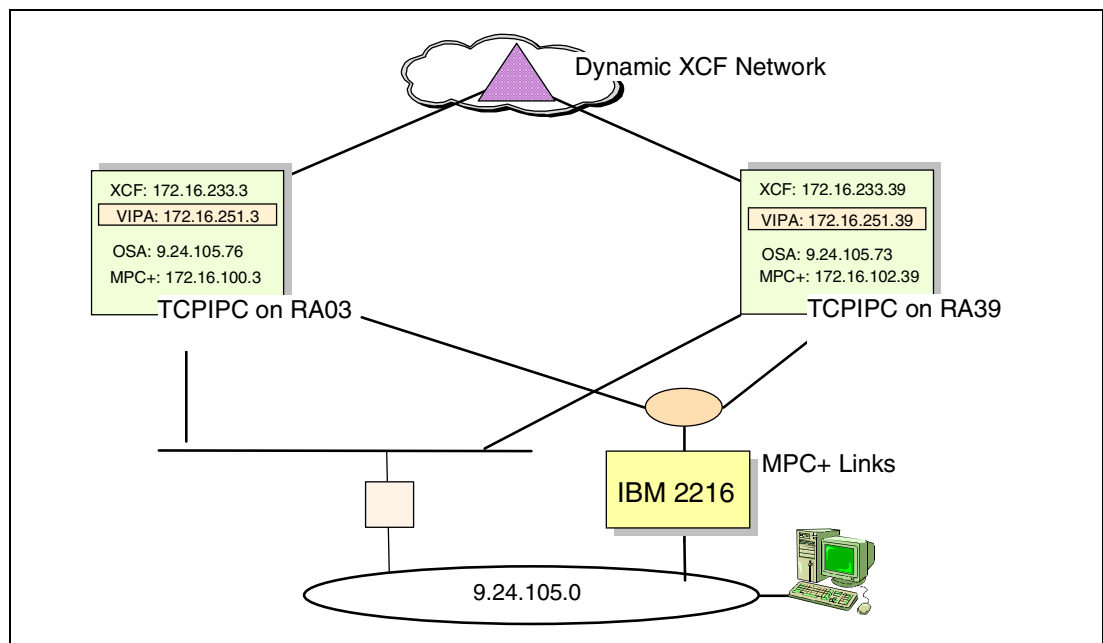 Dynamic XCF Network
XCF: 172.16.233.3
VIPA: 172.16.251.3
OSA: 9.24.105.76
MPC+: 172.16.100.3
TCPIPC on RA03
XCF: 172.16.233.39
VIPA: 172.16.251.39
OSA: 9.24.105.73
MPC+: 172.16.102.39
TCPIPC on RA39
MPC+ Links
IBM 2216
9.24.105.0